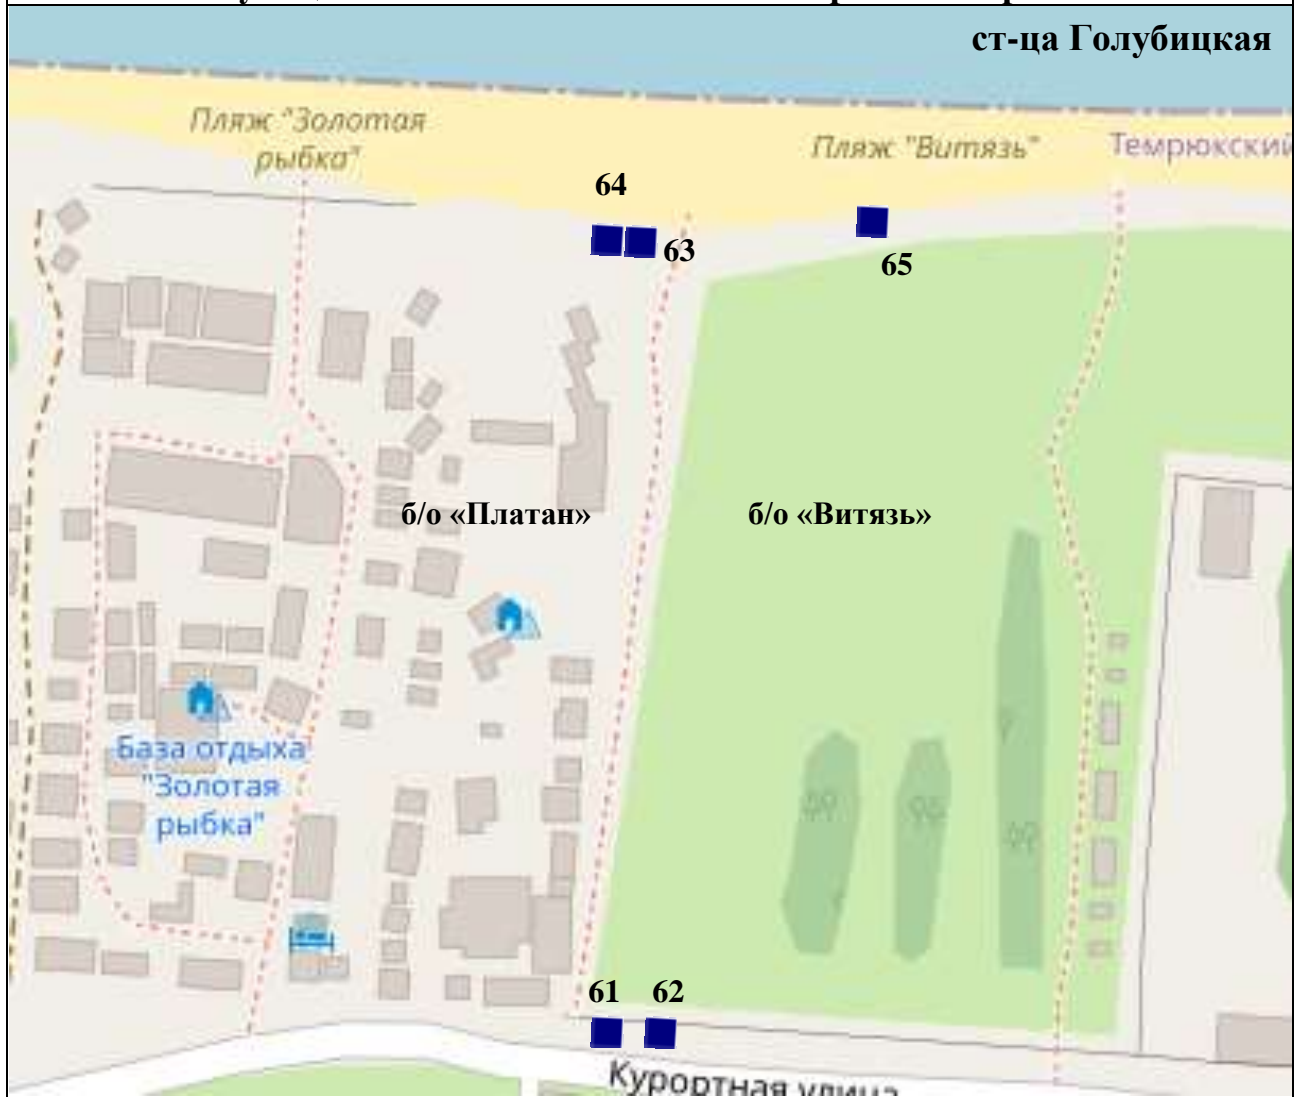 ст-ца Голубицкая
Пляж "Золотая
рыбка"
Пляж "Витязь"
Темрюкский
64
63
65
б/о «Платан»
б/о «Витязь»
База отдыха
"Золотая
рыбка"
61
62
Курортная улица